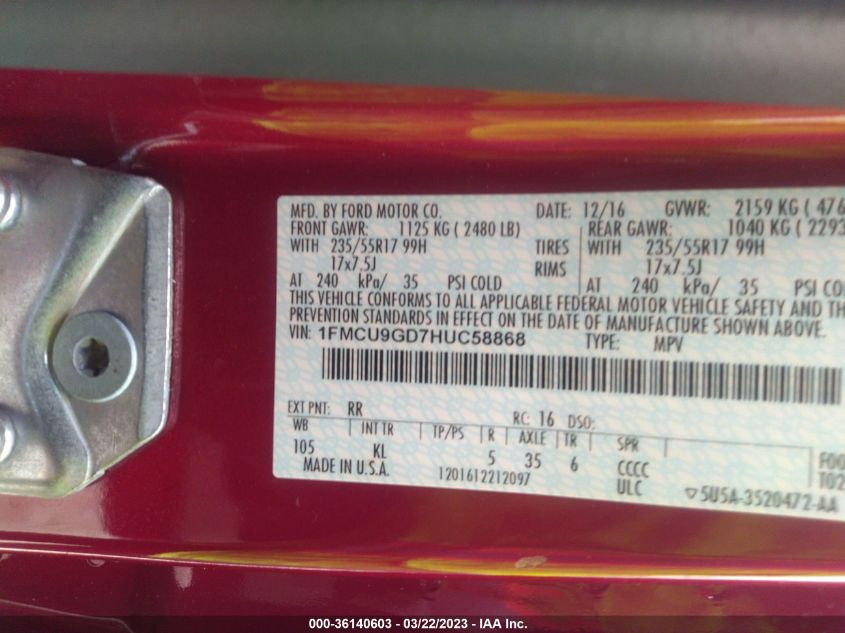 MFD. BY FORD MOTOR CO. DATE: 12/16 GVWR: 2159 KG ( 476
FRONT GAWR: 1125 KG ( 2480 LB) REAR GAWR: 1040 KG ( 2293
WITH 235/55R17 99H TIRES WITH 235/55R17 99H
17x7.5J RIMS 17x7.5J
AT 240 kPa/ 35 PSI COLD AT 240 kPa/ 35 PSI CO
THIS VEHICLE CONFORMS TO ALL APPLICABLE FEDERAL MOTOR VEHICLE SAFETY AND TH
PREVENTION STANDARDS IN EFFECT ON THE DATE OF MANUFACTURE SHOWN ABOVE.
VIN: 1FMCU9GD7HUC58868 TYPE: MPV
EXT PNT: RR RC: 16 DSO:
WB INT TR TP/PS R AXLE TR SPR
105 KL 5 35 6 CCCC F00
MADE IN U.S.A. 1201612212097 ULC T02
▽5U5A-3520472-AA
000-36140603 - 03/22/2023 - IAA Inc.